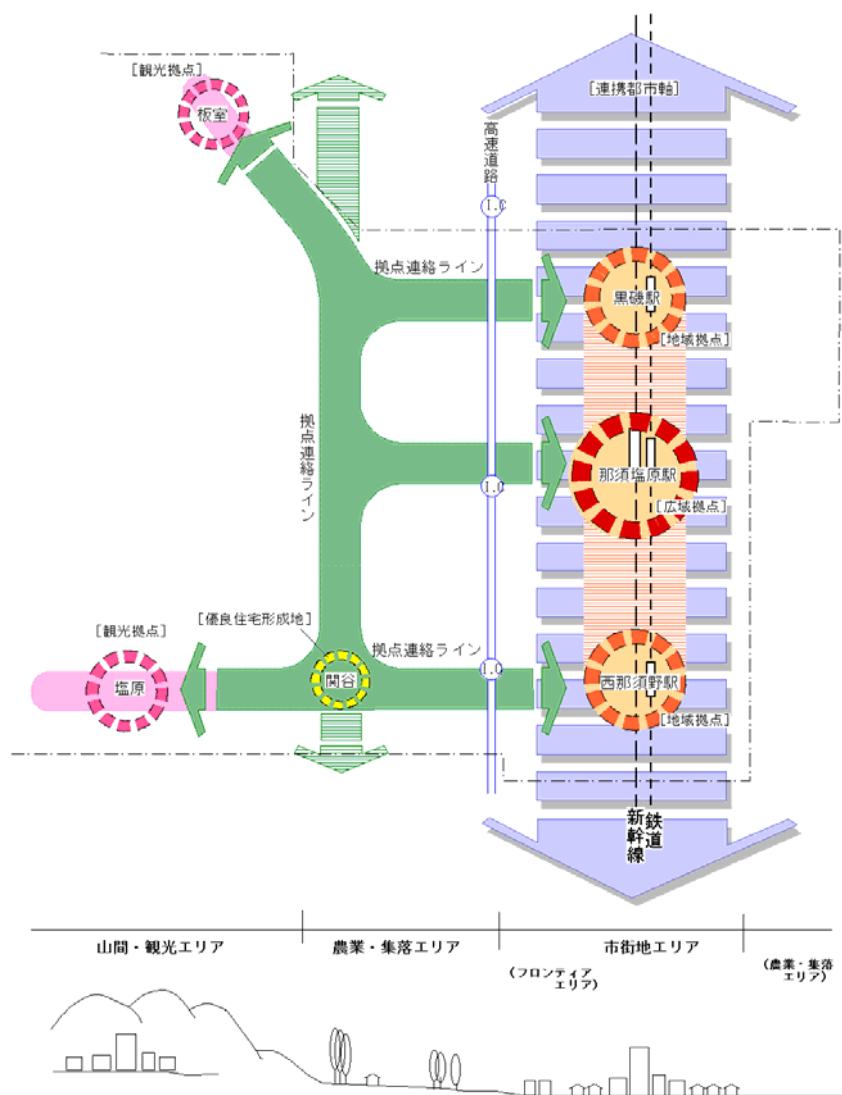 [観光拠点]
板室
[連携都市軸]
高速道路
I.C
拠点連絡ライン
黒磯駅
[地域拠点]
拠点連絡ライン
那須塩原駅
I.C
[広域拠点]
[優良住宅形成地]
[観光拠点]
拠点連絡ライン
I.C
塩原
関谷
西那須野駅
[地域拠点]
新幹線
鉄道
山間・観光エリア
農業・集落エリア
市街地エリア
(フロンティア
エリア)
(農業・集落
エリア)